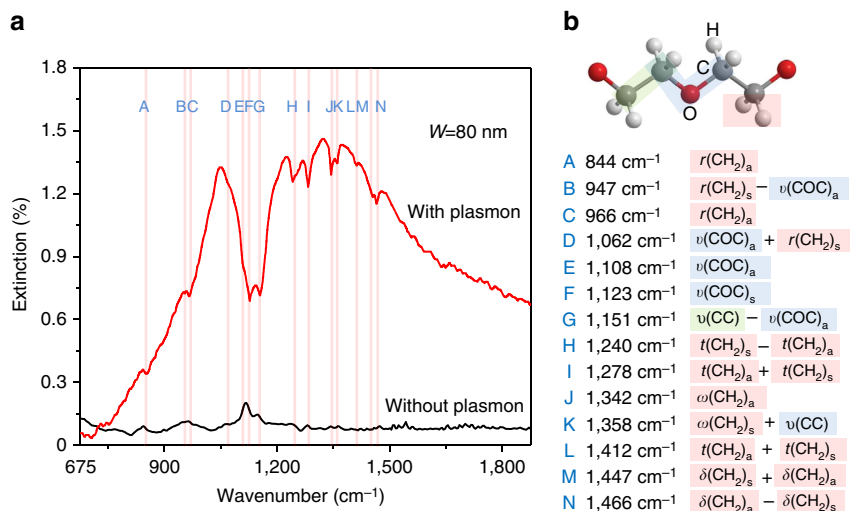 a
Extinction (%)
1.8
1.5
1.2
0.9
0.6
0.3
0
A BC D EFG H I JKLM N
W=80 nm
With plasmon
Without plasmon
675 900 1,200 1,500 1,800
Wavenumber (cm⁻¹)
b
H
C
O
A 844 cm⁻¹ r(CH₂)ₐ
B 947 cm⁻¹ r(CH₂)ₛ − υ(COC)ₐ
C 966 cm⁻¹ r(CH₂)ₐ
D 1,062 cm⁻¹ υ(COC)ₐ + r(CH₂)ₛ
E 1,108 cm⁻¹ υ(COC)ₐ
F 1,123 cm⁻¹ υ(COC)ₛ
G 1,151 cm⁻¹ υ(CC) − υ(COC)ₐ
H 1,240 cm⁻¹ t(CH₂)ₛ − t(CH₂)ₐ
I 1,278 cm⁻¹ t(CH₂)ₐ + t(CH₂)ₛ
J 1,342 cm⁻¹ ω(CH₂)ₐ
K 1,358 cm⁻¹ ω(CH₂)ₛ + υ(CC)
L 1,412 cm⁻¹ t(CH₂)ₐ + t(CH₂)ₛ
M 1,447 cm⁻¹ δ(CH₂)ₛ + δ(CH₂)ₐ
N 1,466 cm⁻¹ δ(CH₂)ₐ − δ(CH₂)ₛ